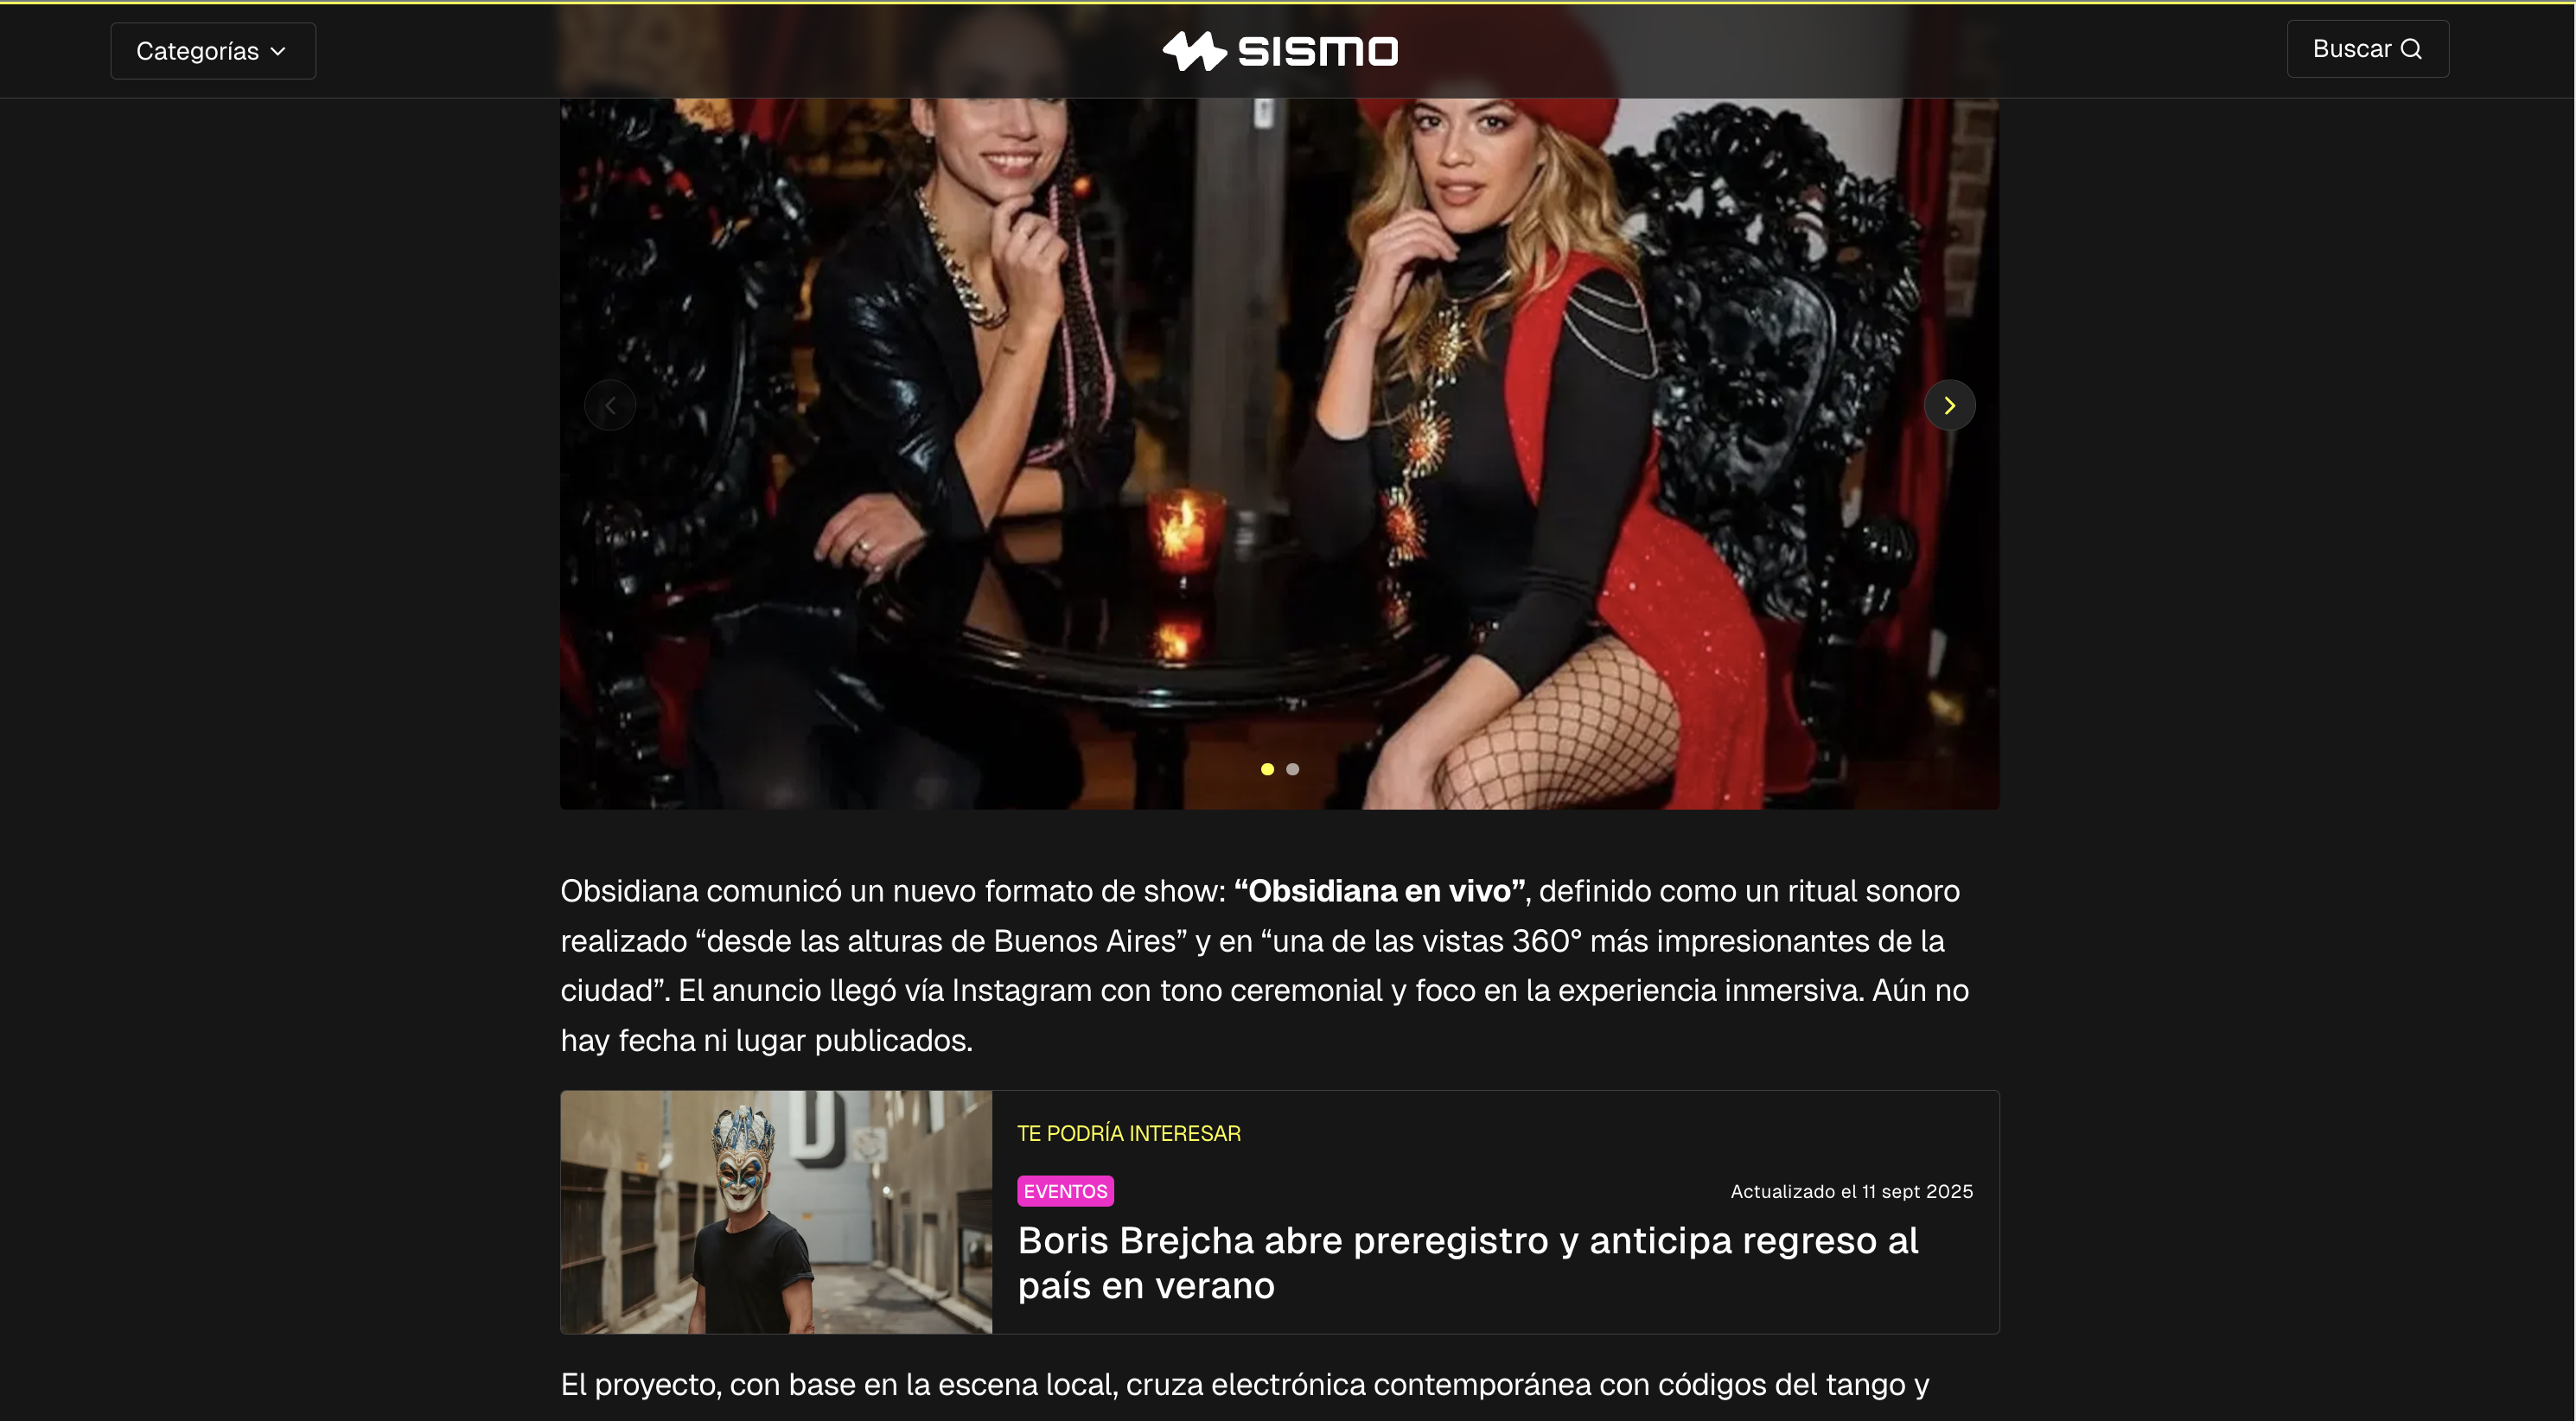 Categorías
SISMO
Buscar
Obsidiana comunicó un nuevo formato de show: “Obsidiana en vivo”, definido como un ritual sonoro
realizado “desde las alturas de Buenos Aires” y en “una de las vistas 360° más impresionantes de la
ciudad”. El anuncio llegó vía Instagram con tono ceremonial y foco en la experiencia inmersiva. Aún no
hay fecha ni lugar publicados.
D
TE PODRÍA INTERESAR
EVENTOS
Actualizado el 11 sept 2025
Boris Brejcha abre preregistro y anticipa regreso al
país en verano
El proyecto, con base en la escena local, cruza electrónica contemporánea con códigos del tango y